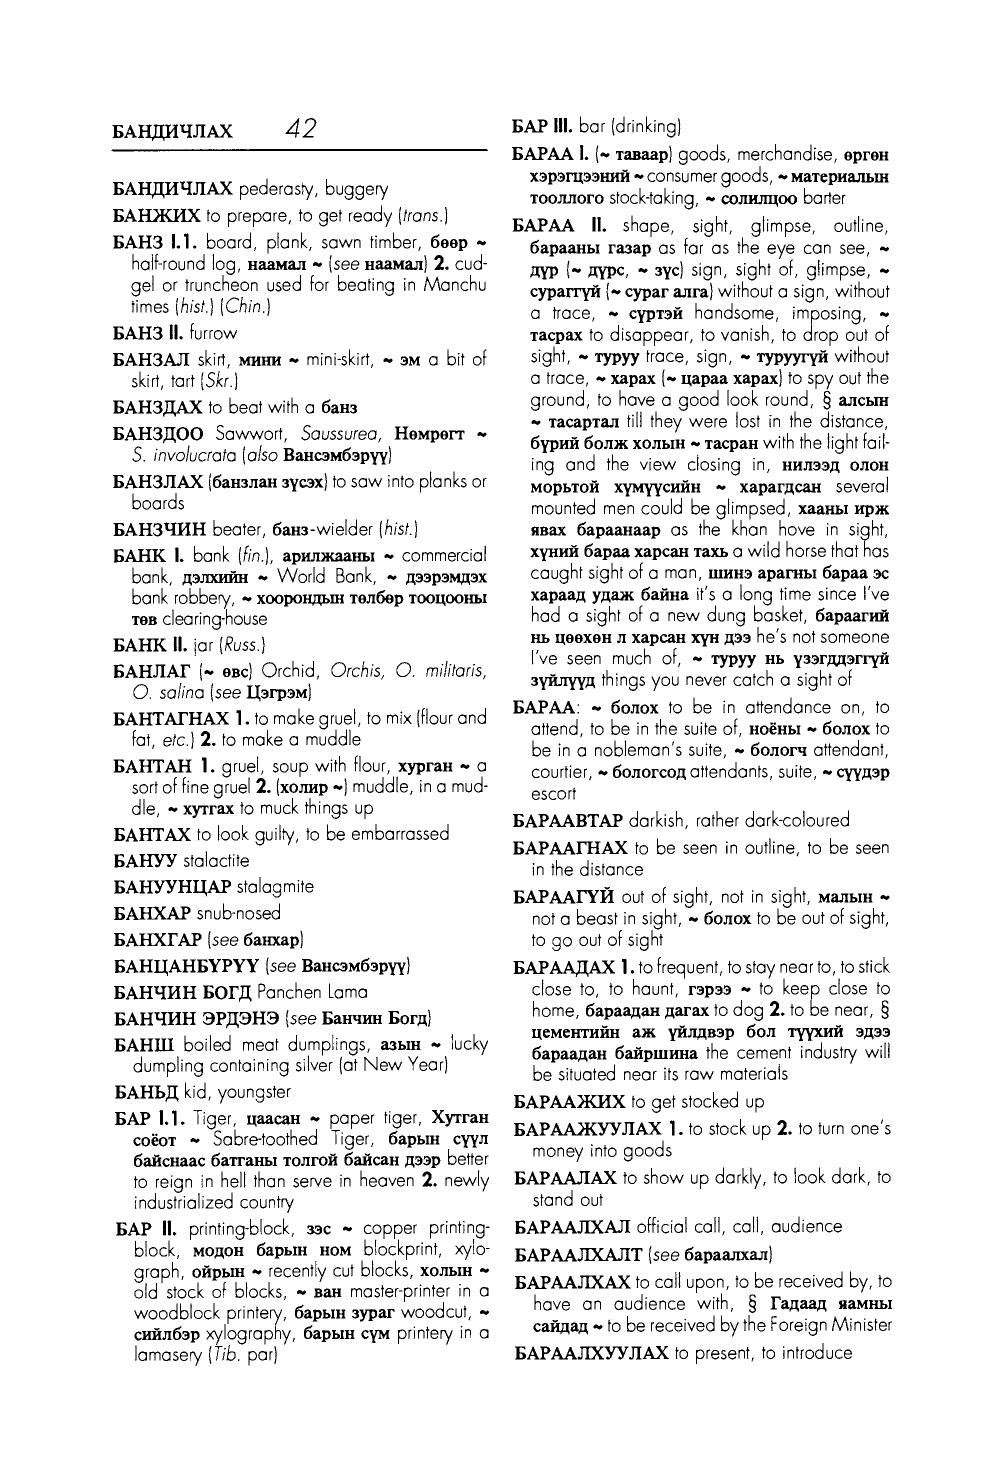 БАНДИЧЛАХ 42
БАНДИЧЛАХ pederasty, buggery
БАНЖИХ to prepare, to get ready (trans.)
БАНЗ I.1. board, plank, sawn timber, бөөр ~
half-round log, наамал ~ (see наамал) 2. cud-
gel or truncheon used for beating in Manchu
times (hist.) (Chin.)
БАНЗ II. furrow
БАНЗАЛ skirt, мини ~ mini-skirt, ~ эм a bit of
skirt, tart (Skr.)
БАНЗДАХ to beat with a банз
БАНЗДОО Sawwort, Saussurea, Нөмрөгт ~
S. involucrata (also Вансэмбэрүү)
БАНЗЛАХ (банзлан зүсэх) to saw into planks or
boards
БАНЗЧИН beater, банз-wielder (hist.)
БАНК I. bank (fin.), арилжааны ~ commercial
bank, дэлхийн ~ World Bank, ~ дээрэмдэх
bank robbery, ~ хоорондын төлбөр тооцооны
төв clearing-house
БАНК II. jar (Russ.)
БАНЛАГ (~ өвс) Orchid, Orchis, O. militaris,
O. salina (see Цэгрэм)
БАНТАГНАХ 1. to make gruel, to mix (flour and
fat, etc.) 2. to make a muddle
БАНТАН 1. gruel, soup with flour, хурган ~ a
sort of fine gruel 2. (холир ~) muddle, in a mud-
dle, ~ хутгах to muck things up
БАНТАХ to look guilty, to be embarrassed
БАНУУ stalactite
БАНУУНЦАР stalagmite
БАНХАР snub-nosed
БАНХГАР (see банхар)
БАНЦАНБҮРҮҮ (see Вансэмбэрүү)
БАНЧИН БОГД Panchen Lama
БАНЧИН ЭРДЭНЭ (see Банчин Богд)
БАНШ boiled meat dumplings, азын ~ lucky
dumpling containing silver (at New Year)
БАНЬД kid, youngster
БАР I.1. Tiger, цаасан ~ paper tiger, Хутган
соёот ~ Sabre-toothed Tiger, барын сүүл
байснаас батганы толгой байсан дээр better
to reign in hell than serve in heaven 2. newly
industrialized country
БАР II. printing-block, зэс ~ copper printing-
block, модон барын ном blockprint, xylo-
graph, ойрын ~ recently cut blocks, холын ~
old stock of blocks, ~ ван master-printer in a
woodblock printery, барын зураг woodcut, ~
сийлбэр xylography, барын сүм printery in a
lamasery (Tib. par)
БАР III. bar (drinking)
БАРАА I. (~ таваар) goods, merchandise, өргөн
хэрэгцээний ~ consumer goods, ~ материалын
тооллого stock-taking, ~ солилцоо barter
БАРАА II. shape, sight, glimpse, outline,
барааны газар as far as the eye can see, ~
дүр (~ дүрс, ~ зүс) sign, sight of, glimpse, ~
сураггүй (~ сураг алга) without a sign, without
a trace, ~ сүртэй handsome, imposing, ~
тасрах to disappear, to vanish, to drop out of
sight, ~ туруу trace, sign, ~ туруугүй without
a trace, ~ харах (~ цараа харах) to spy out the
ground, to have a good look round, § алсын
~ тасартал till they were lost in the distance,
бүрий болж холын ~ тасран with the light fail-
ing and the view closing in, нилээд олон
морьтой хүмүүсийн ~ харагдсан several
mounted men could be glimpsed, хааны ирж
явах бараанаар as the khan hove in sight,
хүний бараа харсан тахь a wild horse that has
caught sight of a man, шинэ арагны бараа эс
хараад удаж байна it's a long time since I've
had a sight of a new dung basket, бараагий
нь цөөхөн л харсан хүн дээ he's not someone
I've seen much of, ~ туруу нь үзэгддэггүй
зүйлүүд things you never catch a sight of
БАРАА: ~ болох to be in attendance on, to
attend, to be in the suite of, ноёны ~ болох to
be in a nobleman's suite, ~ бологч attendant,
courtier, ~ бологсод attendants, suite, ~ сүүдэр
escort
БАРААВТАР darkish, rather dark-coloured
БАРААГНАХ to be seen in outline, to be seen
in the distance
БАРААГҮЙ out of sight, not in sight, малын ~
not a beast in sight, ~ болох to be out of sight,
to go out of sight
БАРААДАХ 1. to frequent, to stay near to, to stick
close to, to haunt, гэрээ ~ to keep close to
home, бараадан дагах to dog 2. to be near, §
цементийн аж үйлдвэр бол түүхий эдээ
бараадан байршина the cement industry will
be situated near its raw materials
БАРААЖИХ to get stocked up
БАРААЖУУЛАХ 1. to stock up 2. to turn one's
money into goods
БАРААЛАХ to show up darkly, to look dark, to
stand out
БАРААЛХАЛ official call, call, audience
БАРААЛХАЛТ (see бараалхал)
БАРААЛХАХ to call upon, to be received by, to
have an audience with, § Гадаад яамны
сайдад ~ to be received by the Foreign Minister
БАРААЛХУУЛАХ to present, to introduce